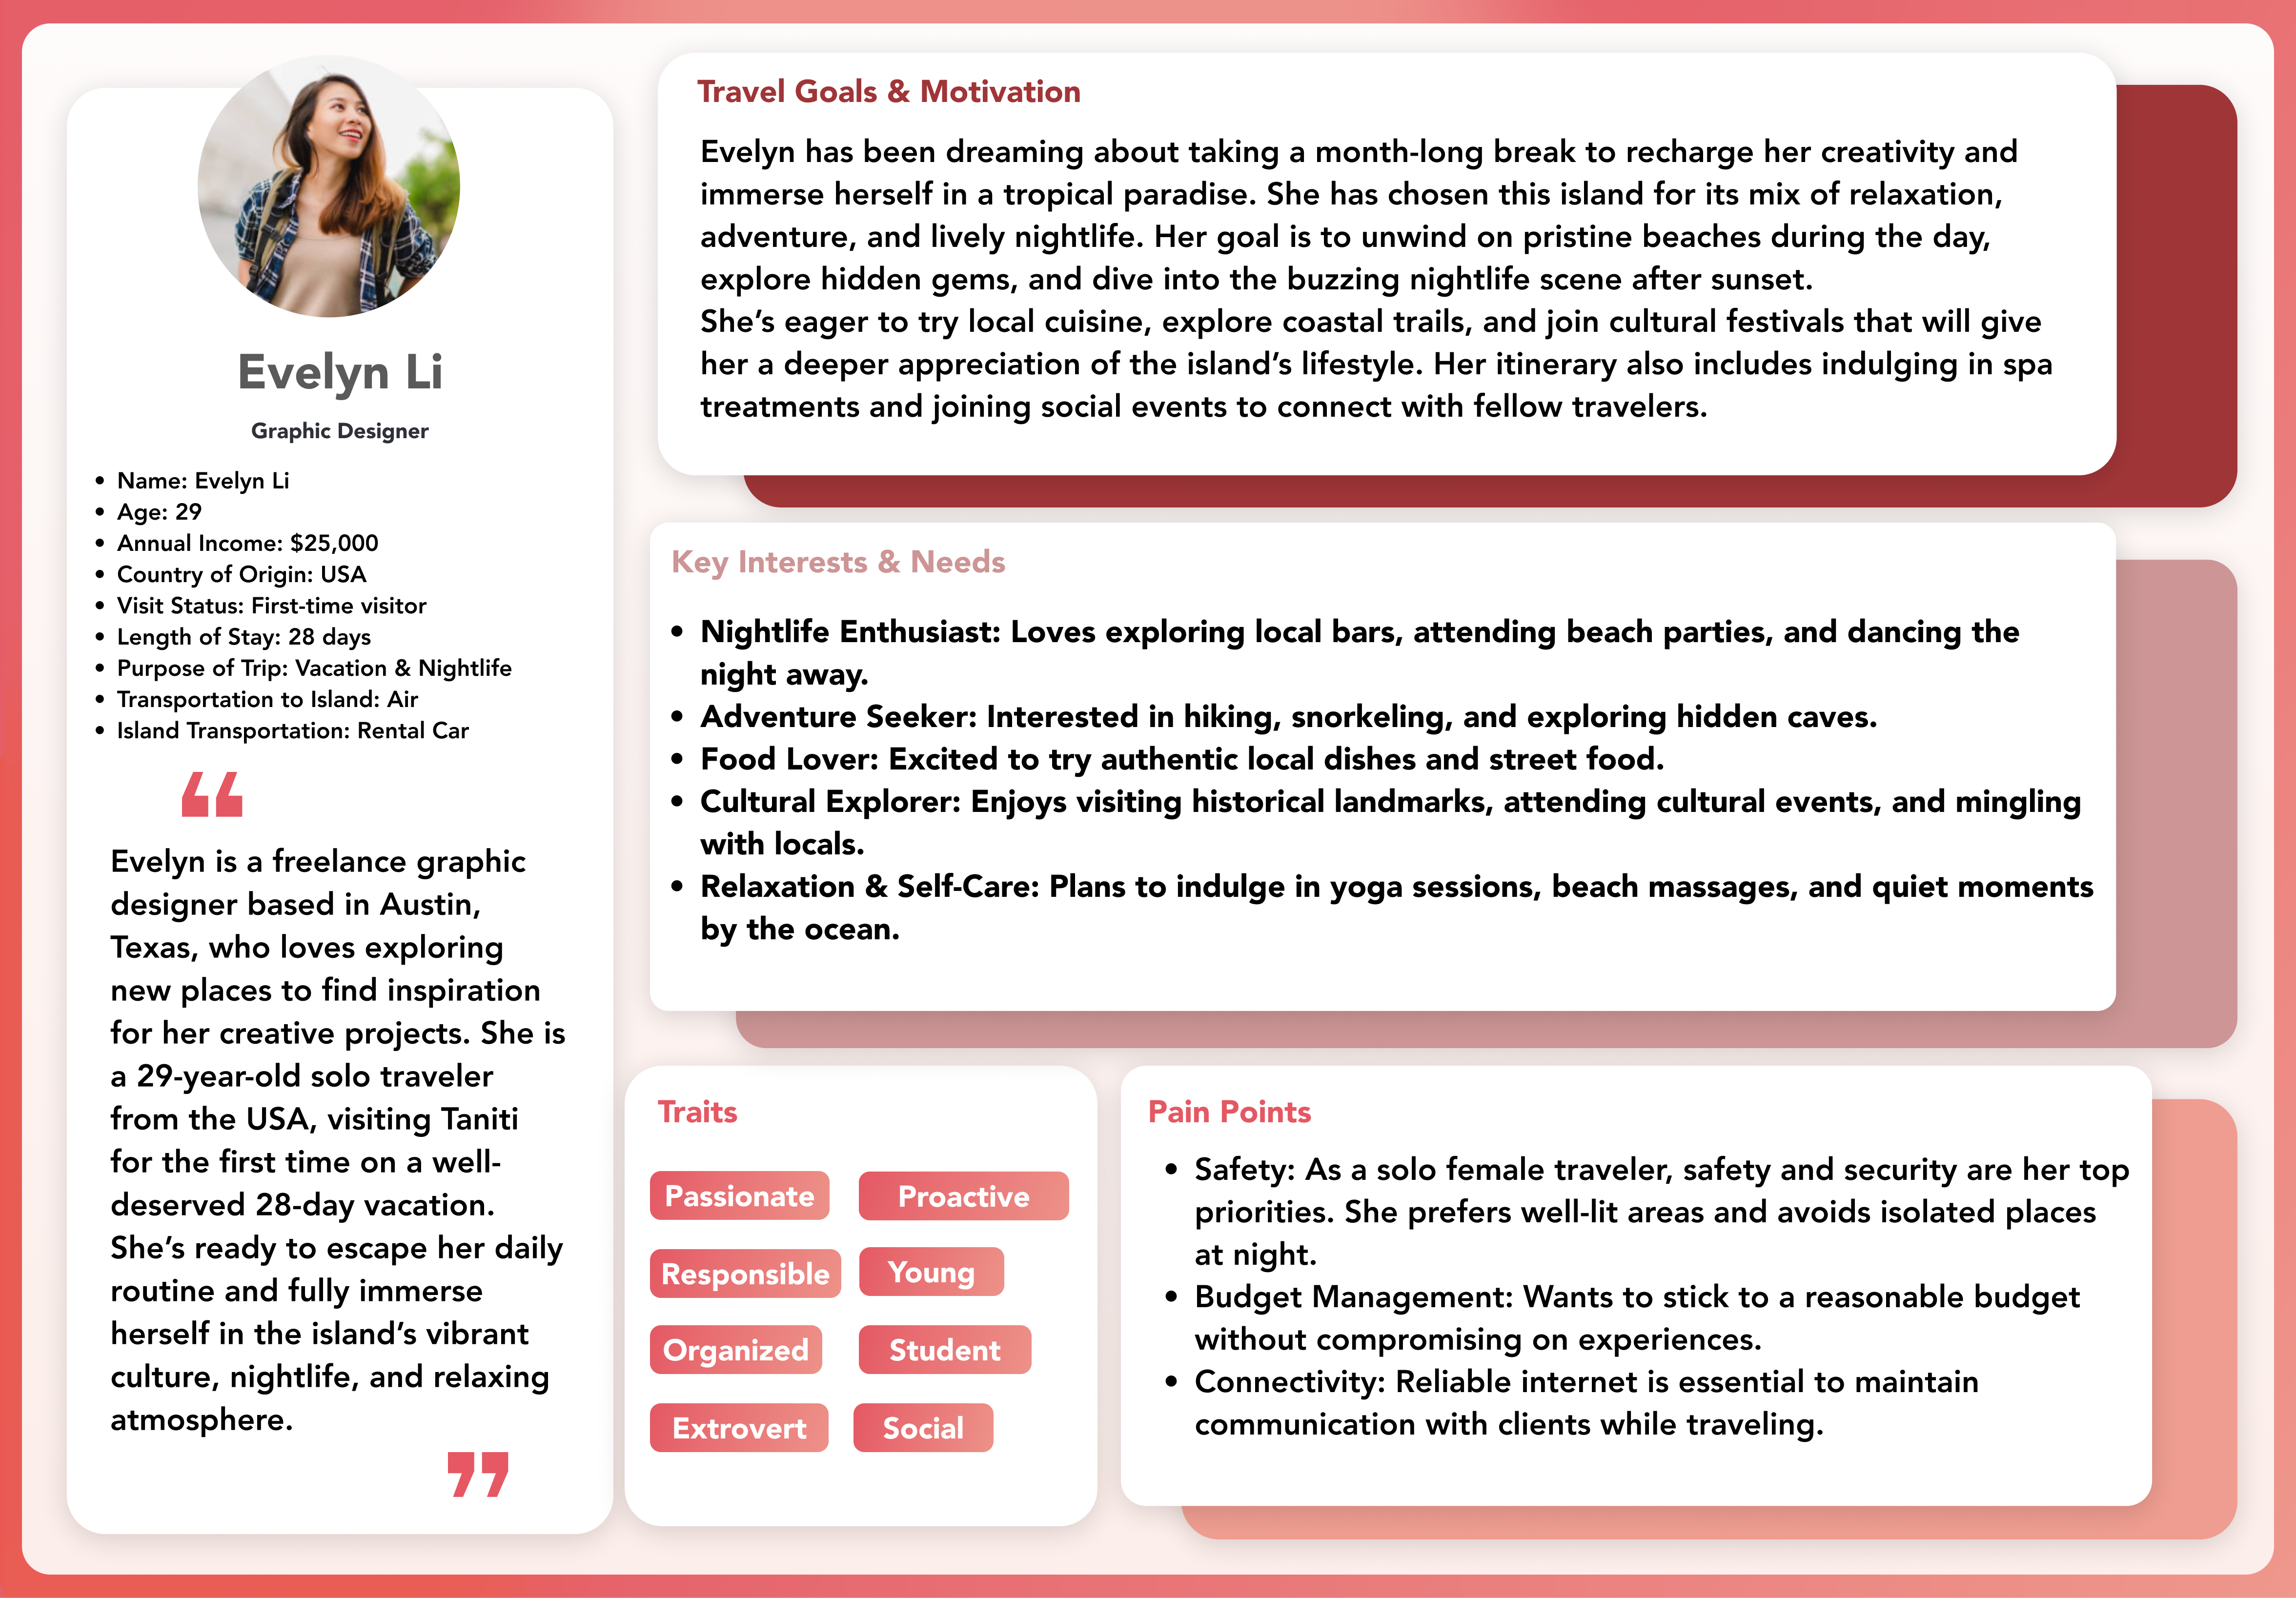 Evelyn Li
Graphic Designer
• Name: Evelyn Li
• Age: 29
• Annual Income: $25,000
• Country of Origin: USA
• Visit Status: First-time visitor
• Length of Stay: 28 days
• Purpose of Trip: Vacation & Nightlife
• Transportation to Island: Air
• Island Transportation: Rental Car
“
Evelyn is a freelance graphic
designer based in Austin,
Texas, who loves exploring
new places to find inspiration
for her creative projects. She is
a 29-year-old solo traveler
from the USA, visiting Taniti
for the first time on a well-
deserved 28-day vacation.
She’s ready to escape her daily
routine and fully immerse
herself in the island’s vibrant
culture, nightlife, and relaxing
atmosphere.
”
Travel Goals & Motivation
Evelyn has been dreaming about taking a month-long break to recharge her creativity and
immerse herself in a tropical paradise. She has chosen this island for its mix of relaxation,
adventure, and lively nightlife. Her goal is to unwind on pristine beaches during the day,
explore hidden gems, and dive into the buzzing nightlife scene after sunset.
She’s eager to try local cuisine, explore coastal trails, and join cultural festivals that will give
her a deeper appreciation of the island’s lifestyle. Her itinerary also includes indulging in spa
treatments and joining social events to connect with fellow travelers.
Key Interests & Needs
• Nightlife Enthusiast: Loves exploring local bars, attending beach parties, and dancing the
night away.
• Adventure Seeker: Interested in hiking, snorkeling, and exploring hidden caves.
• Food Lover: Excited to try authentic local dishes and street food.
• Cultural Explorer: Enjoys visiting historical landmarks, attending cultural events, and mingling
with locals.
• Relaxation & Self-Care: Plans to indulge in yoga sessions, beach massages, and quiet moments
by the ocean.
Traits
Passionate
Proactive
Responsible
Young
Organized
Student
Extrovert
Social
Pain Points
• Safety: As a solo female traveler, safety and security are her top
priorities. She prefers well-lit areas and avoids isolated places
at night.
• Budget Management: Wants to stick to a reasonable budget
without compromising on experiences.
• Connectivity: Reliable internet is essential to maintain
communication with clients while traveling.